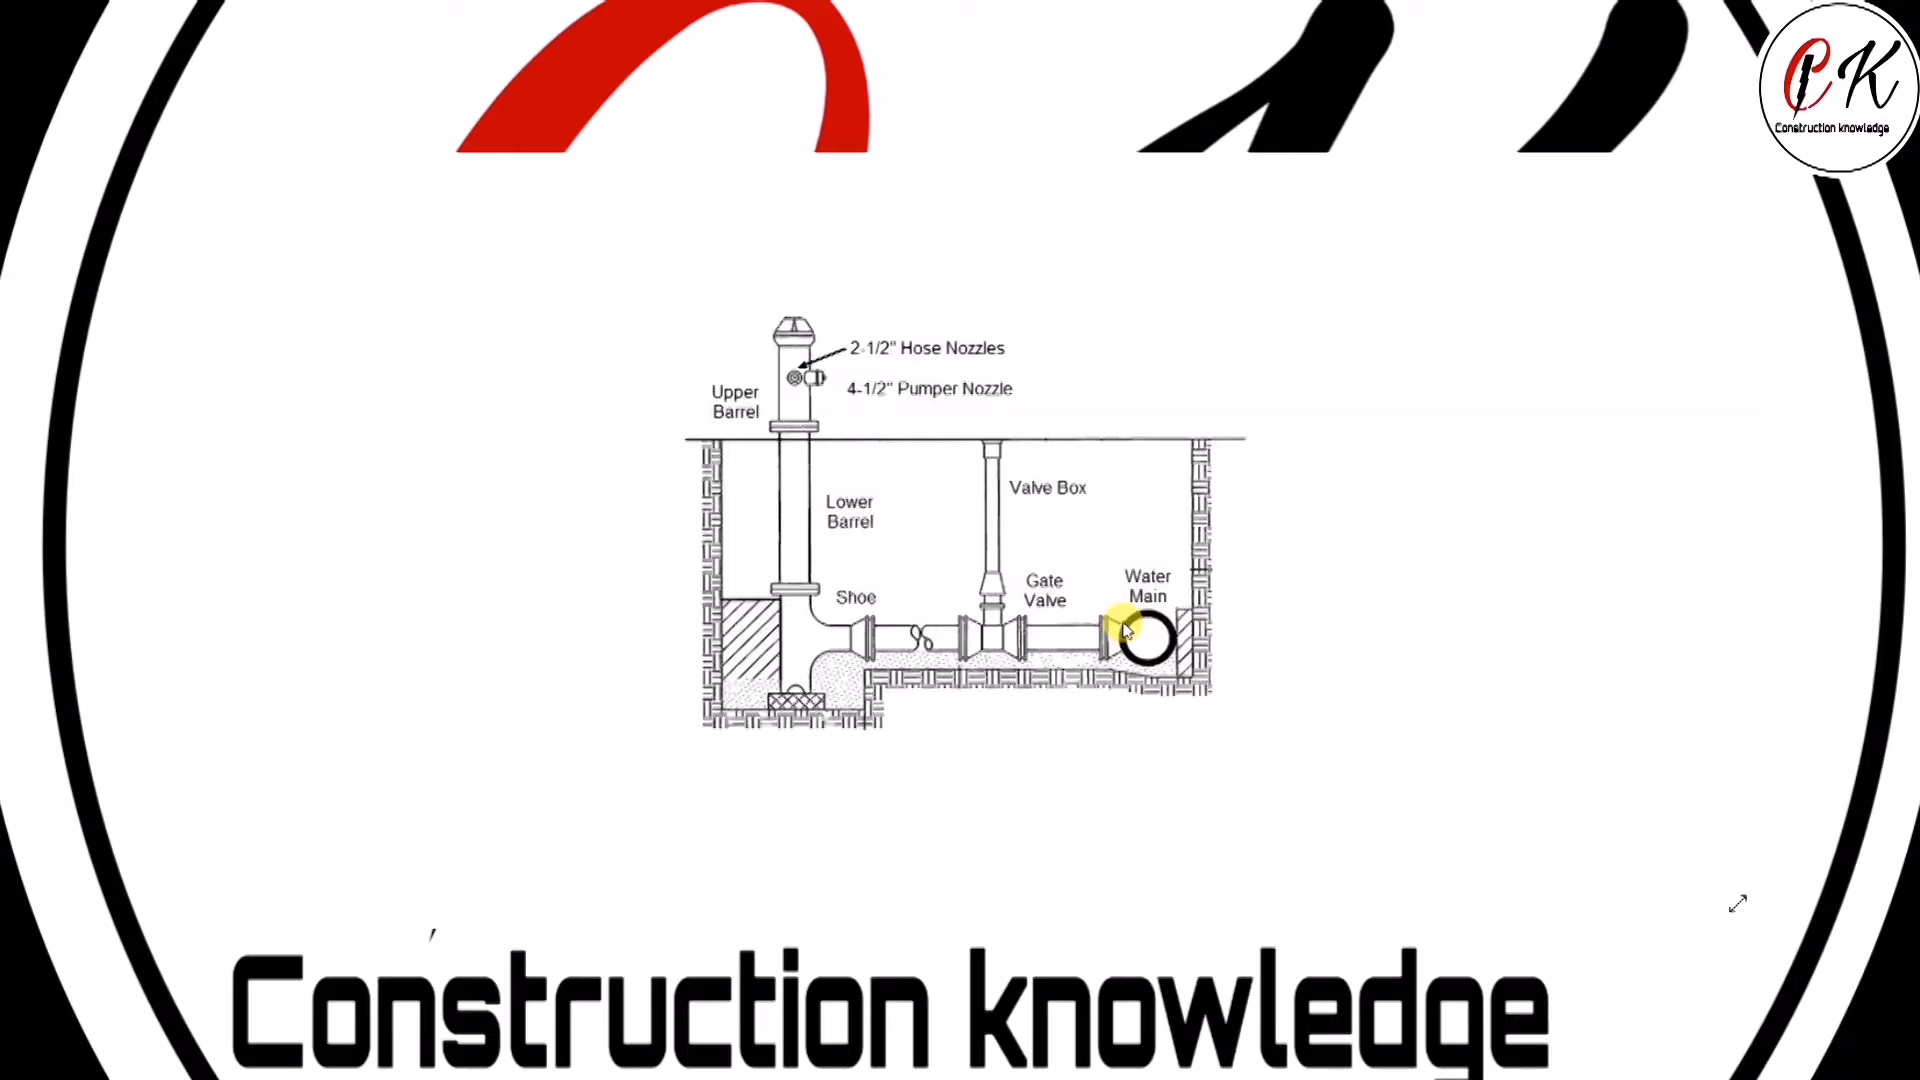 CK
Construction knowledge
2-1/2" Hose Nozzles
4-1/2" Pumper Nozzle
Upper
Barrel
Valve Box
Lower
Barrel
Gate
Valve
Water
Main
Shoe
Construction knowledge